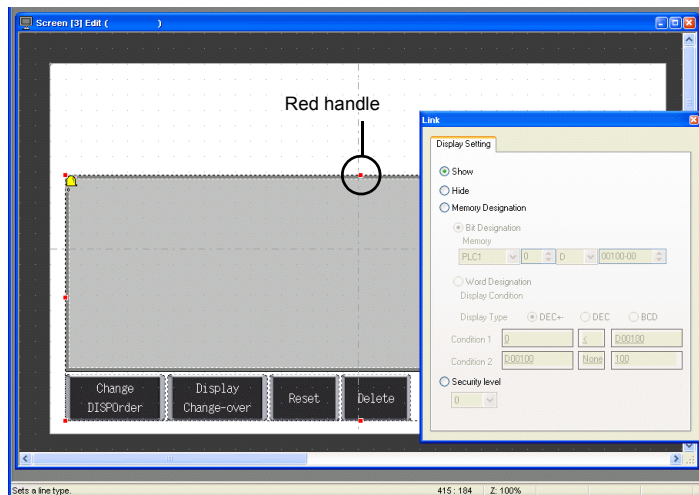 Screen [3] Edit ( )
Red handle
Link
Display Setting
Show
Hide
Memory Designation
Bit Designation
Memory
PLC1 0 D 00100-00
Word Designation
Display Condition
Display Type DEC+- DEC BCD
Condition 1 0 < D00100
Condition 2 D00100 None 100
Security level
0
Change
DISPOrder
Display
Change-over
Reset
Delete
Sets a line type. 415 : 184 Z: 100%